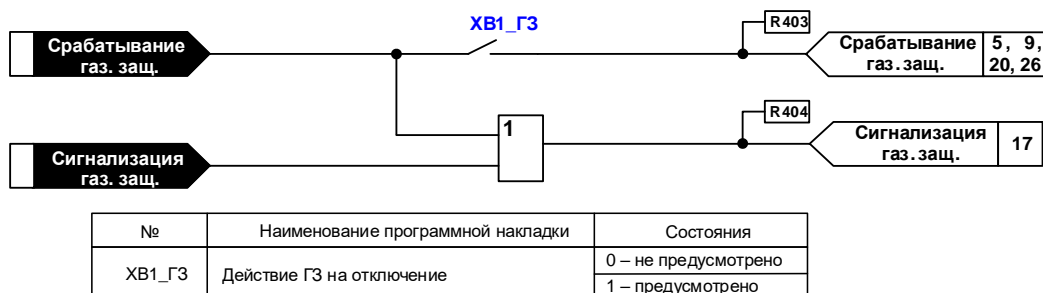 ХВ1_ГЗ
R403
Срабатывание
газ. защ.
Срабатывание
газ. защ.
5, 9,
20, 26
1
R404
Сигнализация
газ. защ.
Сигнализация
газ. защ.
17
№
Наименование программной накладки
Состояния
ХВ1_ГЗ
Действие ГЗ на отключение
0 – не предусмотрено
1 – предусмотрено